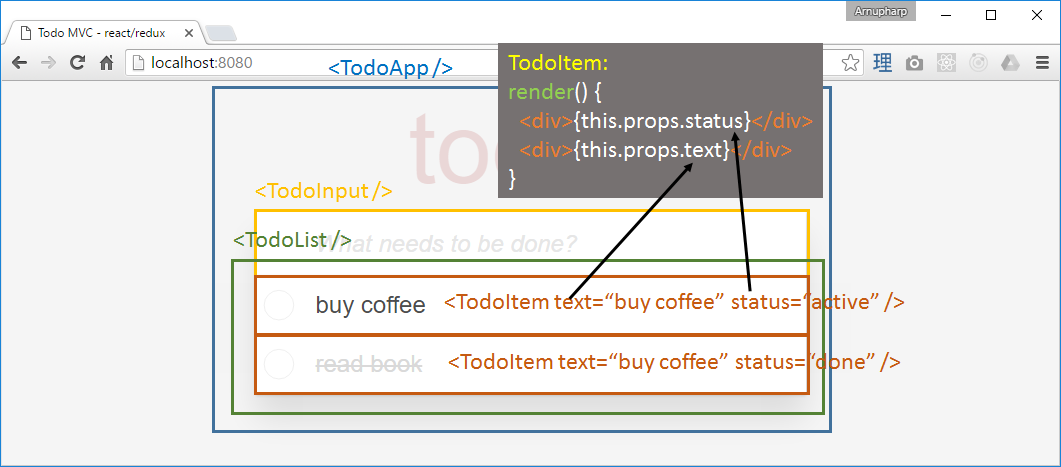 Arnupharp
Todo MVC - react/redux
localhost:8080
理
<TodoApp />
TodoItem:
render() {
<div>{this.props.status}</div>
<div>{this.props.text}</div>
}
<TodoInput />
<TodoList />
What needs to be done?
buy coffee
<TodoItem text=“buy coffee” status=“active” />
read book
<TodoItem text=“buy coffee” status=“done” />